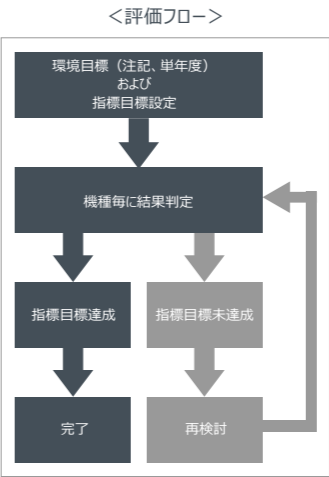 ＜評価フロー＞
環境目標（注記、単年度）
および
指標目標設定
機種毎に結果判定
指標目標達成
指標目標未達成
完了
再検討